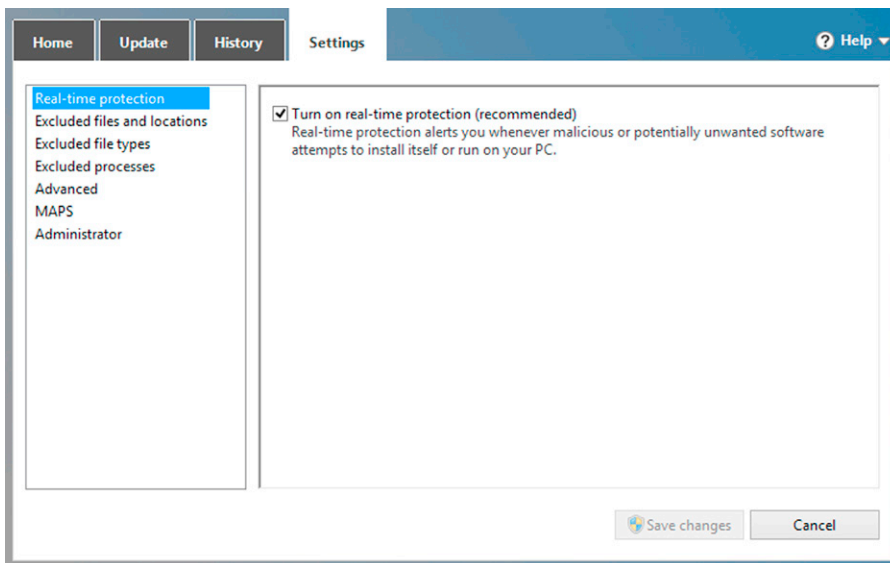 Home
Update
History
Settings
Help
Real-time protection
Excluded files and locations
Excluded file types
Excluded processes
Advanced
MAPS
Administrator
Turn on real-time protection (recommended)
Real-time protection alerts you whenever malicious or potentially unwanted software
attempts to install itself or run on your PC.
Save changes
Cancel